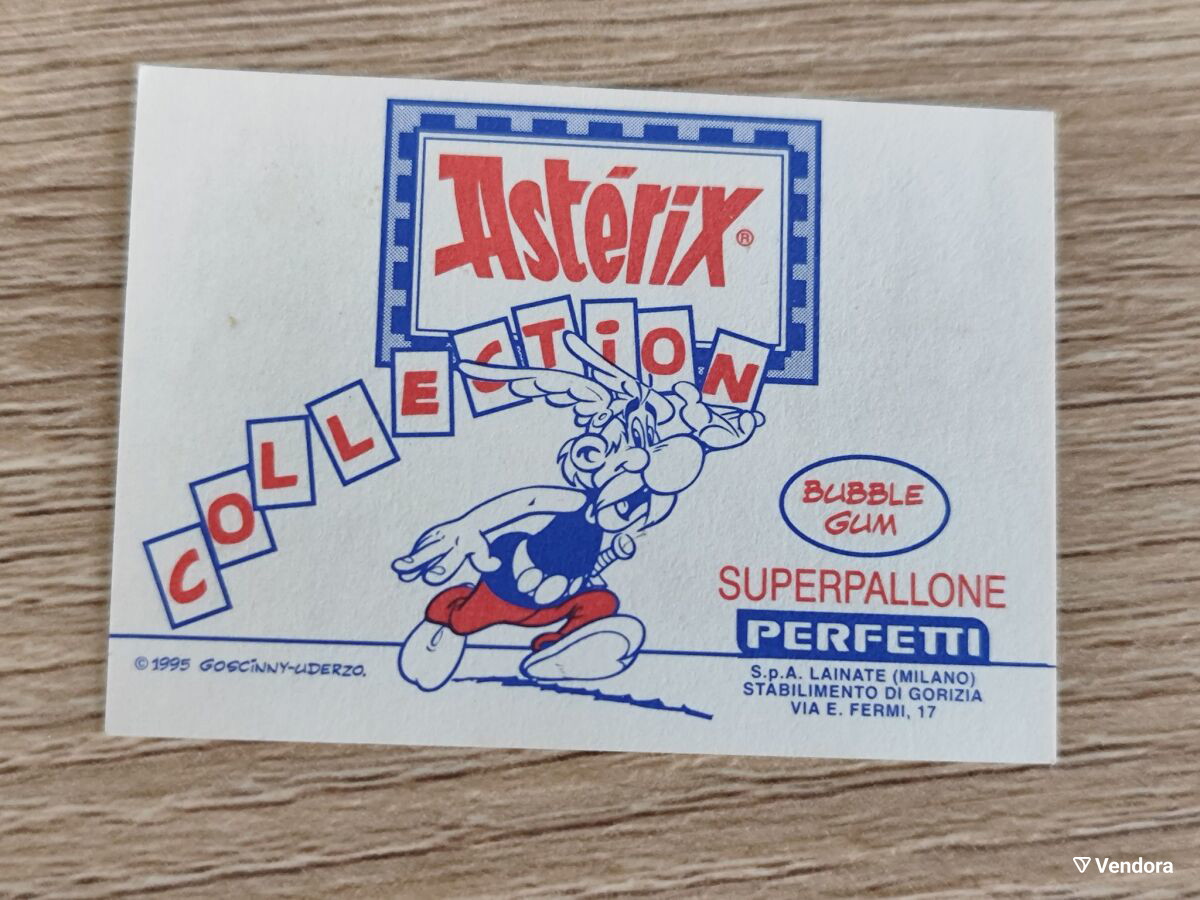 Astérix®
COLLECTiON
BUBBLE
GUM
SUPERPALLONE
PERFETTI
© 1995 GOSCiNNY-UDERZO.
S.p.A. LAINATE (MILANO)
STABILIMENTO DI GORIZIA
VIA E. FERMI, 17
Vendora